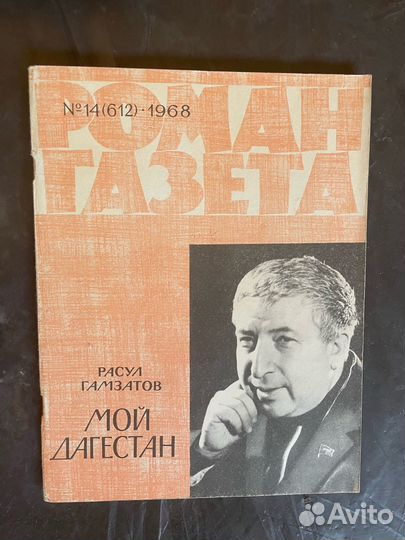 №14(612)·1968
РОМАН
ГАЗЕТА
РАСУЛ
ГАМЗАТОВ
МОЙ
ДАГЕСТАН
Avito